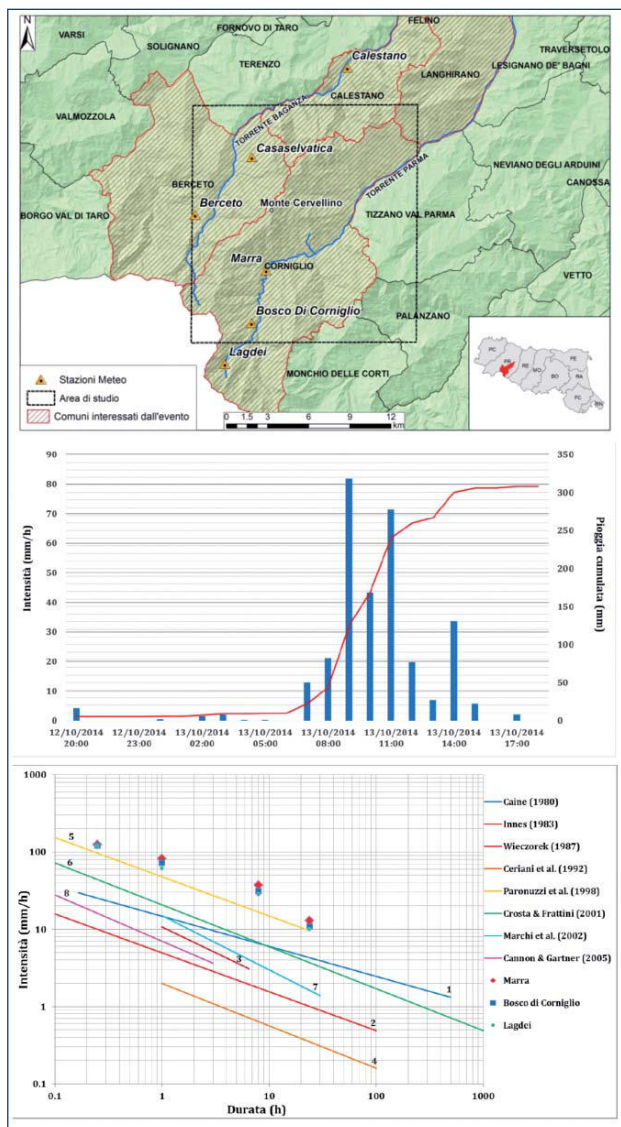 N
VARSI
FORNOVO DI TARO
FELINO
SOLIGNANO
TRAVERSETOLO
TERENZO
Calestano
LESIGNANO DE' BAGNI
LANGHIRANO
CALESTANO
VALMOZZOLA
TORRENTE BAGANZA
TORRENTE PARMA
Casaselvatica
NEVIANO DEGLI ARDUINI
BERCETO
CANOSSA
Berceto
Monte Cervellino
BORGO VAL DI TARO
TIZZANO VAL PARMA
Marra
CORNIGLIO
VETTO
Bosco Di Corniglio
PALANZANO
Lagdei
MONCHIO DELLE CORTI
PC
PR
RE
MO
FE
BO
RA
FC
RN
Stazioni Meteo
Area di studio
Comuni interessati dall'evento
0 1.5 3 6 9 12
km
90
80
70
60
50
40
30
20
10
0
Intensità (mm/h)
350
300
250
200
150
100
50
0
Pioggia cumulata (mm)
12/10/2014 20:00
12/10/2014 23:00
13/10/2014 02:00
13/10/2014 05:00
13/10/2014 08:00
13/10/2014 11:00
13/10/2014 14:00
13/10/2014 17:00
1000
100
10
1
0.1
Intensità (mm/h)
5
6
8
3
7
1
2
4
0.1 1 10 100 1000
Durata (h)
Caine (1980)
Innes (1983)
Wieczorek (1987)
Ceriani et al. (1992)
Paronuzzi et al. (1998)
Crosta & Frattini (2001)
Marchi et al. (2002)
Cannon & Gartner (2005)
Marra
Bosco di Corniglio
Lagdei